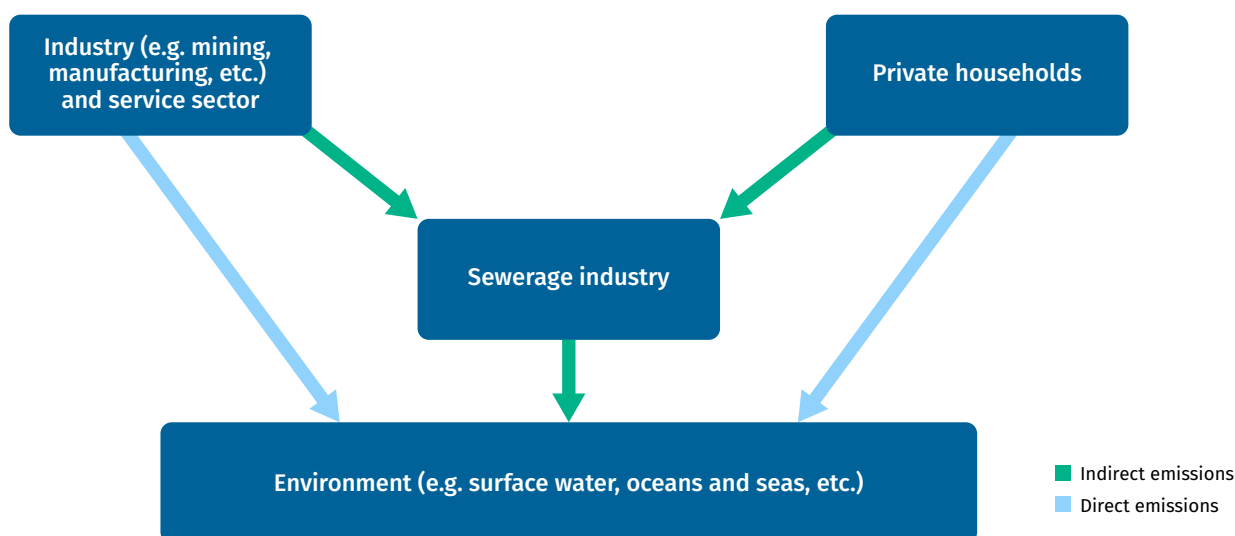 Industry (e.g. mining,
manufacturing, etc.)
and service sector
Private households
Sewerage industry
Environment (e.g. surface water, oceans and seas, etc.)
Indirect emissions
Direct emissions